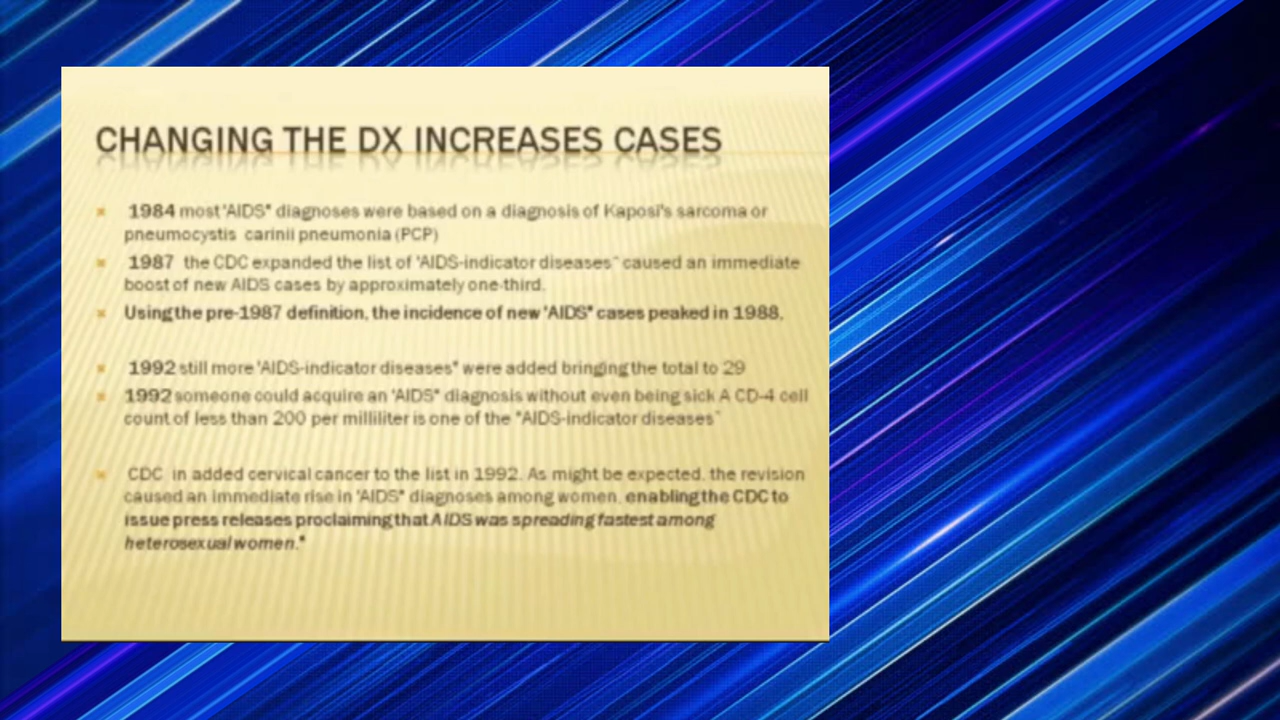 CHANGING THE DX INCREASES CASES
1984 most 'AIDS" diagnoses were based on a diagnosis of Kaposi's sarcoma or
pneumocystis carinii pneumonia (PCP)
1987 the CDC expanded the list of 'AIDS-indicator diseases" caused an immediate
boost of new AIDS cases by approximately one-third.
Using the pre-1987 definition, the incidence of new 'AIDS" cases peaked in 1988,
1992 still more 'AIDS-indicator diseases" were added bringing the total to 29
1992 someone could acquire an 'AIDS" diagnosis without even being sick A CD-4 cell
count of less than 200 per milliliter is one of the "AIDS-indicator diseases"
CDC in added cervical cancer to the list in 1992. As might be expected, the revision
caused an immediate rise in 'AIDS" diagnoses among women, enabling the CDC to
issue press releases proclaiming that AIDS was spreading fastest among
heterosexual women."